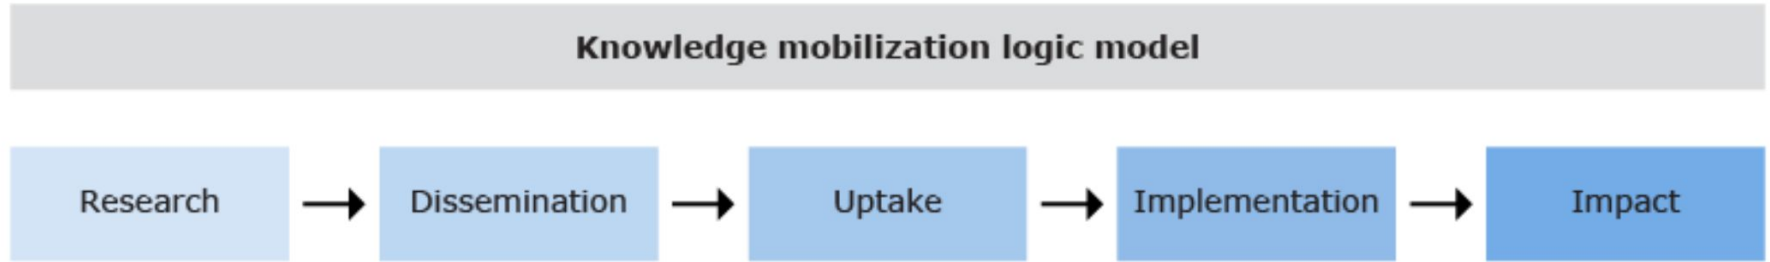 Knowledge mobilization logic model
Research
Dissemination
Uptake
Implementation
Impact